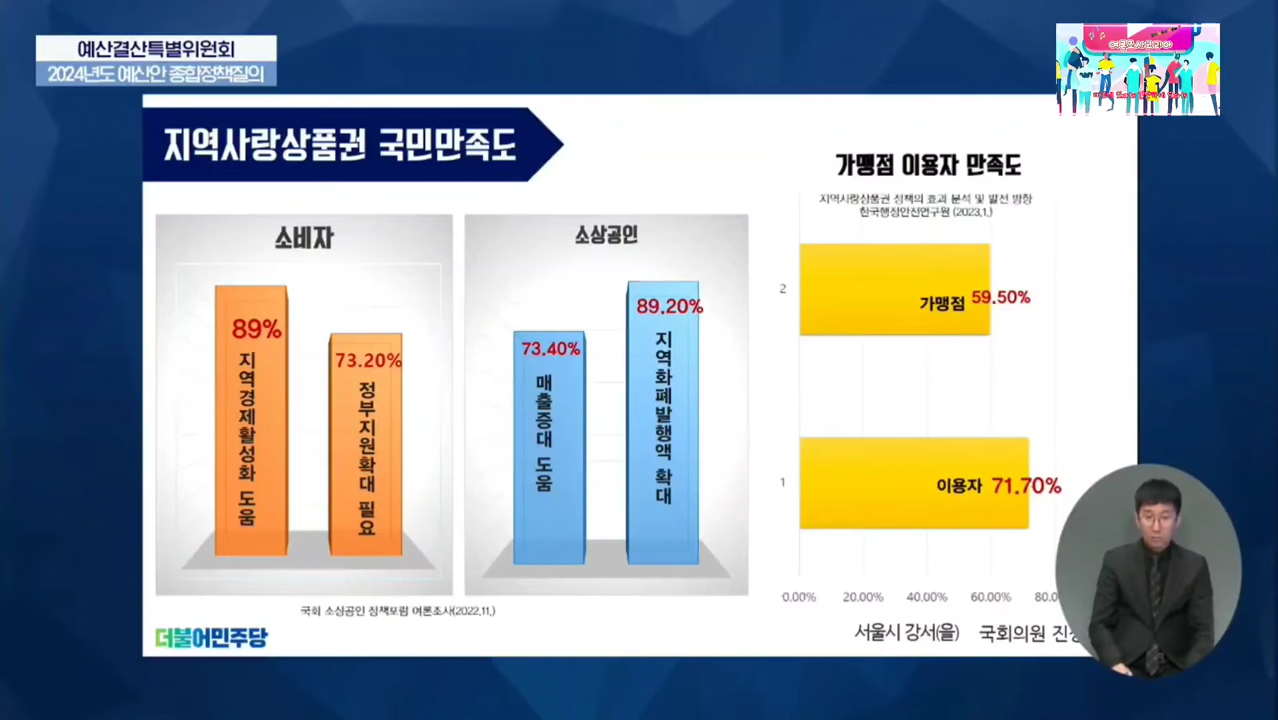 예산결산특별위원회
2024년도 예산안 종합정책질의
여론조사코리아
지역사랑상품권 국민만족도
소비자
89%
지역경제활성화 도움
73.20%
정부지원확대 필요
소상공인
73.40%
매출증대 도움
89.20%
지역화폐발행액 확대
국회 소상공인 정책포럼 여론조사(2022.11.)
가맹점 이용자 만족도
지역사랑상품권 정책의 효과 분석 및 발전 방향
한국행정안전연구원 (2023.1.)
2
가맹점 59.50%
1
이용자 71.70%
0.00% 20.00% 40.00% 60.00% 80.0
더불어민주당
서울시 강서(을) 국회의원